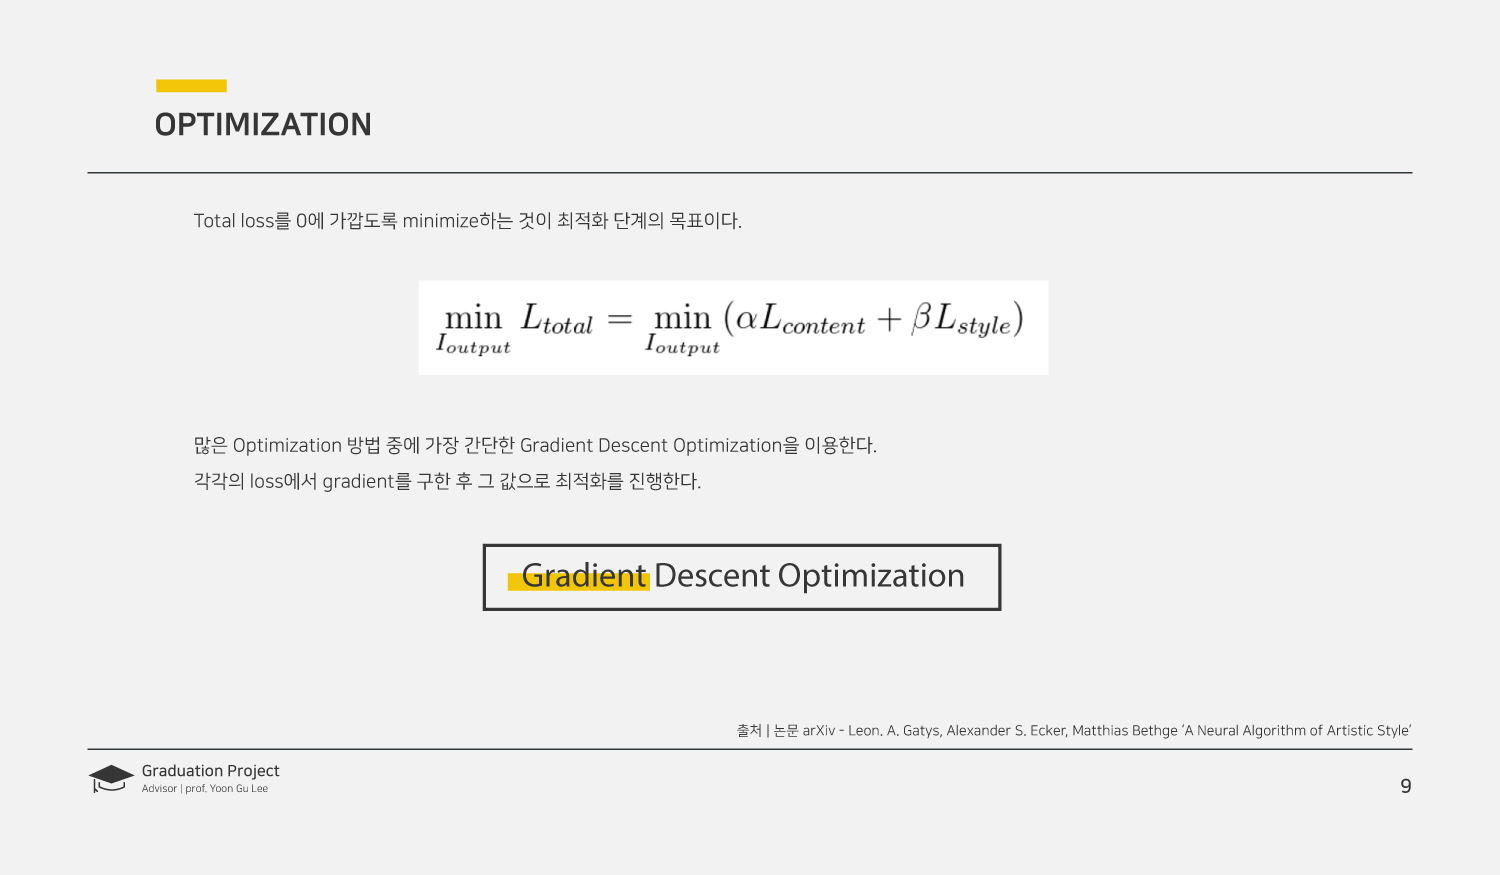 OPTIMIZATION
Total loss를 0에 가깝도록 minimize하는 것이 최적화 단계의 목표이다.
min L_total = min (αL_content + βL_style)
I_output I_output
많은 Optimization 방법 중에 가장 간단한 Gradient Descent Optimization을 이용한다.
각각의 loss에서 gradient를 구한 후 그 값으로 최적화를 진행한다.
Gradient Descent Optimization
출처 | 논문 arXiv - Leon. A. Gatys, Alexander S. Ecker, Matthias Bethge ‘A Neural Algorithm of Artistic Style’
Graduation Project
Advisor | prof. Yoon Gu Lee
9